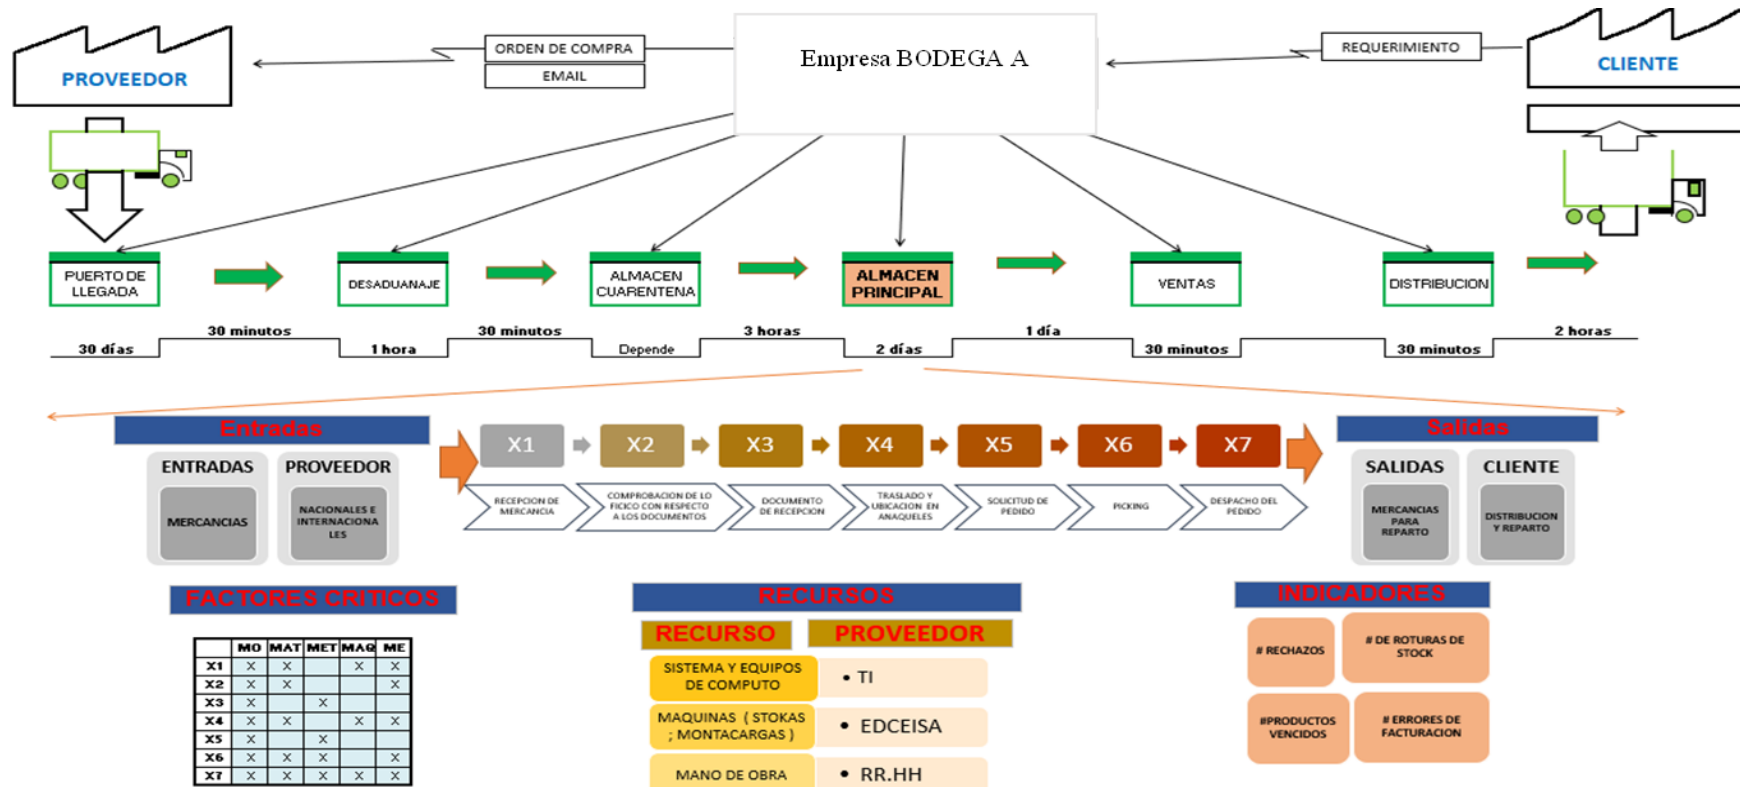 ORDEN DE COMPRA
EMAIL
Empresa BODEGA A
REQUERIMIENTO
PROVEEDOR
CLIENTE
PUERTO DE
LLEGADA
DESADUANAJE
ALMACEN
CUARENTENA
ALMACEN
PRINCIPAL
VENTAS
DISTRIBUCION
30 minutos
30 minutos
3 horas
1 día
2 horas
30 días
1 hora
Depende
2 días
30 minutos
30 minutos
Entradas
ENTRADAS
MERCANCIAS
PROVEEDOR
NACIONALES E
INTERNACIONA
LES
X1
X2
X3
X4
X5
X6
X7
RECEPCION DE
MERCANCIA
COMPROBACION DE LO
FICICO CON RESPECTO
A LOS DOCUMENTOS
DOCUMENTO
DE RECEPCION
TRASLADO Y
UBICACION EN
ANAQUELES
SOLICITUD DE
PEDIDO
PICKING
DESPACHO DEL
PEDIDO
Salidas
SALIDAS
MERCANCIAS
PARA
REPARTO
CLIENTE
DISTRIBUCION
Y REPARTO
FACTORES CRITICOS
MO MAT MET MAQ ME
X1 X X X X
X2 X X X
X3 X X
X4 X X X X
X5 X X
X6 X X X X
X7 X X X X X
RECURSOS
RECURSO PROVEEDOR
SISTEMA Y EQUIPOS
DE COMPUTO
• TI
MAQUINAS ( STOKAS
; MONTACARGAS )
• EDCEISA
MANO DE OBRA
• RR.HH
INDICADORES
# RECHAZOS
# DE ROTURAS DE
STOCK
#PRODUCTOS
VENCIDOS
# ERRORES DE
FACTURACION